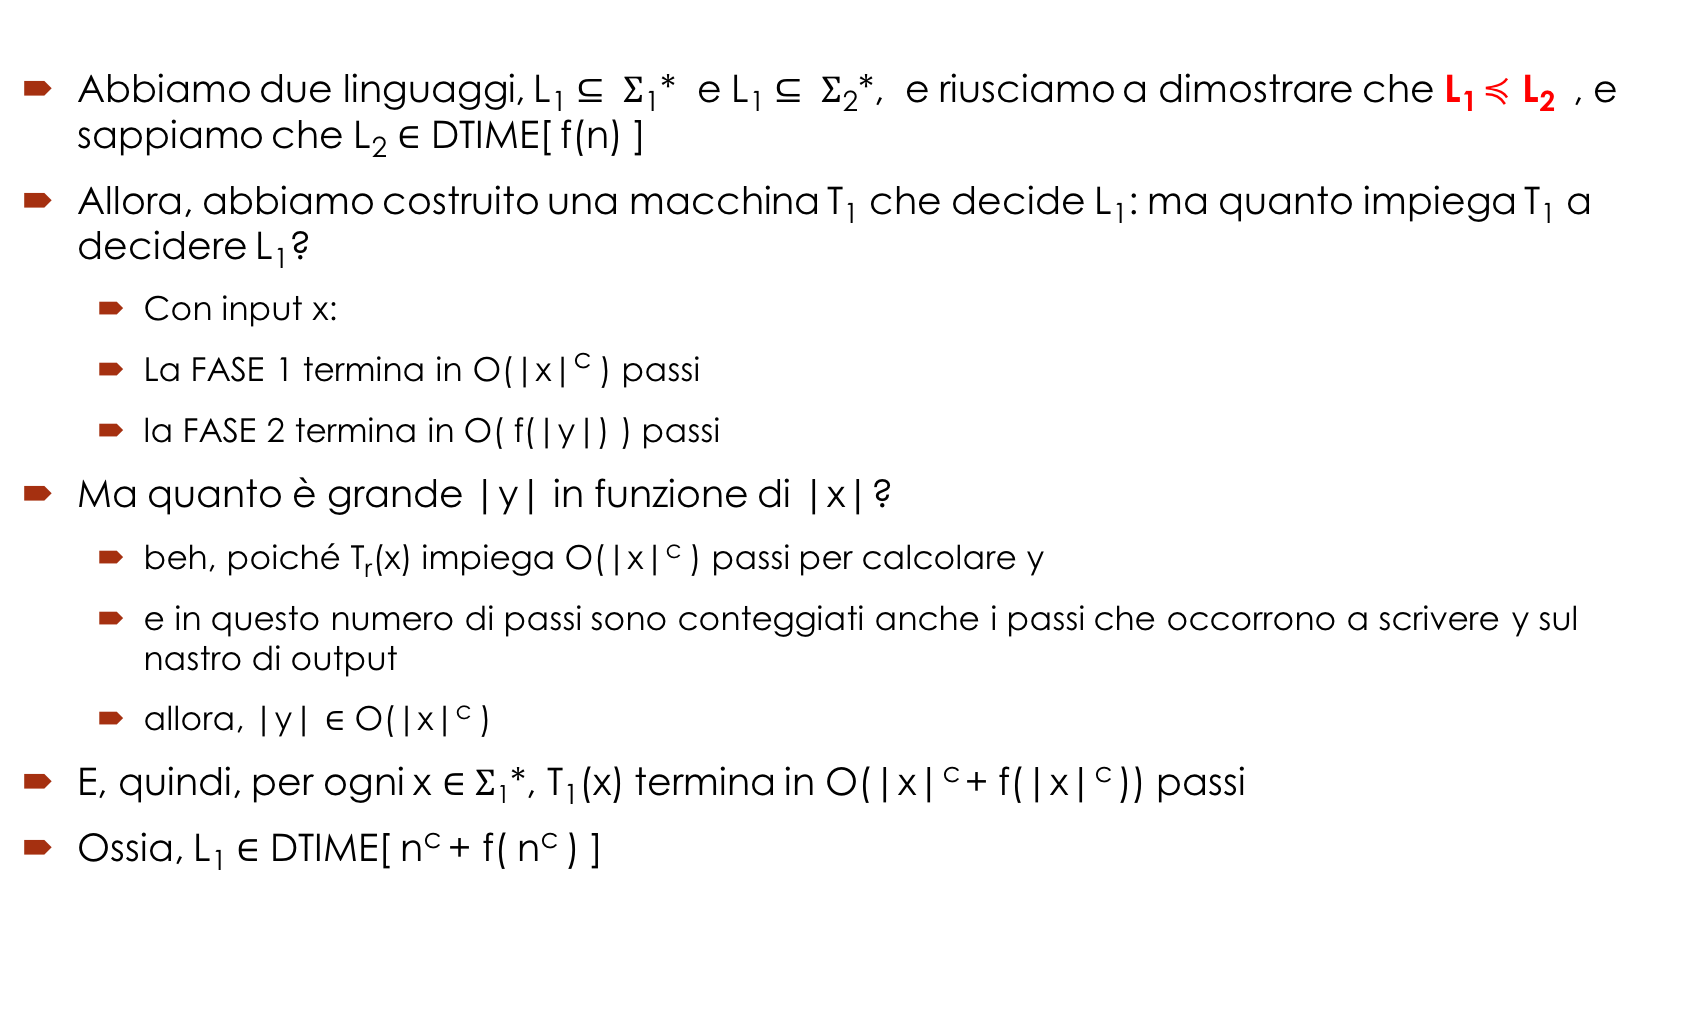 Abbiamo due linguaggi, L₁ ⊆ Σ₁* e L₁ ⊆ Σ₂*, e riusciamo a dimostrare che L₁ ≼ L₂ , e
sappiamo che L₂ ∈ DTIME[ f(n) ]
Allora, abbiamo costruito una macchina T₁ che decide L₁: ma quanto impiega T₁ a
decidere L₁?
Con input x:
La FASE 1 termina in O(|x|ᶜ ) passi
la FASE 2 termina in O( f(|y|) ) passi
Ma quanto è grande |y| in funzione di |x|?
beh, poiché Tᵣ(x) impiega O(|x|ᶜ ) passi per calcolare y
e in questo numero di passi sono conteggiati anche i passi che occorrono a scrivere y sul
nastro di output
allora, |y| ∈ O(|x|ᶜ )
E, quindi, per ogni x ∈ Σ₁*, T₁(x) termina in O(|x|ᶜ + f(|x|ᶜ )) passi
Ossia, L₁ ∈ DTIME[ nᶜ + f( nᶜ ) ]